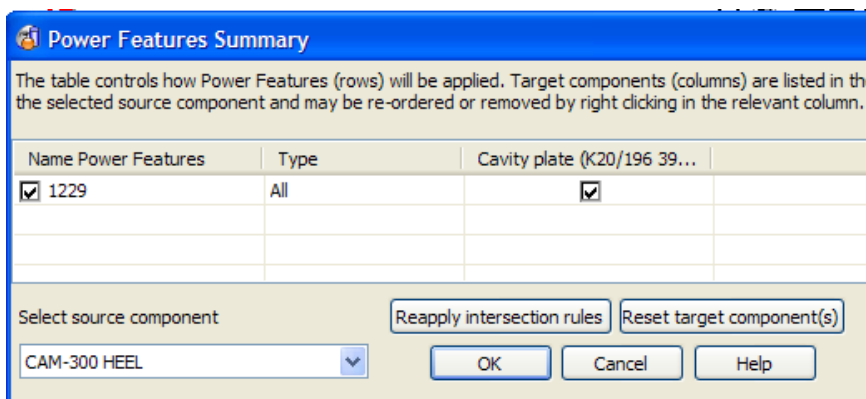 Power Features Summary
The table controls how Power Features (rows) will be applied. Target components (columns) are listed in th
the selected source component and may be re-ordered or removed by right clicking in the relevant column.
Name Power Features Type Cavity plate (K20/196 39...
1229 All
Select source component Reapply intersection rules Reset target component(s)
CAM-300 HEEL OK Cancel Help